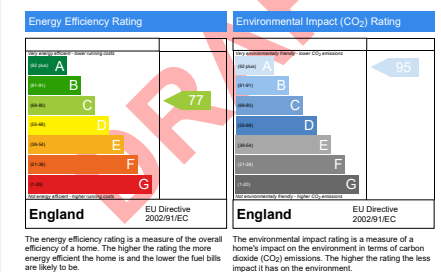 Energy Efficiency Rating
Very energy efficient - lower running costs
(92 plus) A
(81-91) B
(69-80) C
(55-68) D
(39-54) E
(21-38) F
(1-20) G
77
Not energy efficient - higher running costs
England
EU Directive
2002/91/EC
The energy efficiency rating is a measure of the overall
efficiency of a home. The higher the rating the more
energy efficient the home is and the lower the fuel bills
are likely to be.
Environmental Impact (CO2) Rating
Very environmentally friendly - lower CO2 emissions
(92 plus) A
(81-91) B
(69-80) C
(55-68) D
(39-54) E
(21-38) F
(1-20) G
95
Not environmentally friendly - higher CO2 emissions
England
EU Directive
2002/91/EC
The environmental impact rating is a measure of a
home's impact on the environment in terms of carbon
dioxide (CO2) emissions. The higher the rating the less
impact it has on the environment.
DRAF